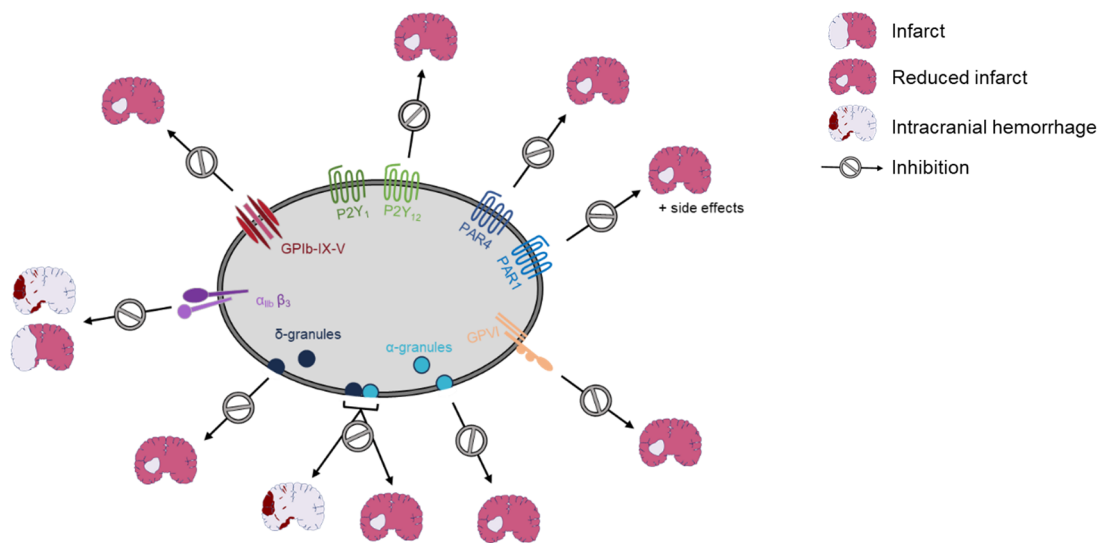 Infarct
Reduced infarct
Intracranial hemorrhage
Inhibition
P2Y1
P2Y12
PAR4
PAR1
+ side effects
GPIb-IX-V
αIIb β3
δ-granules
α-granules
GPVI